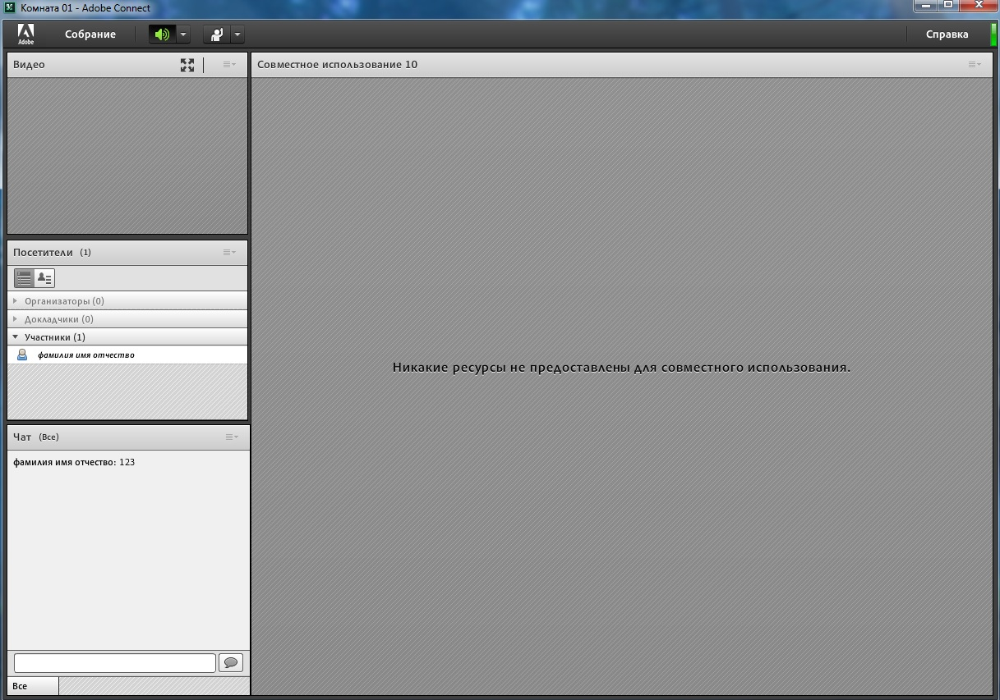 Комната 01 - Adobe Connect
Adobe
Собрание
Справка
Видео
Совместное использование 10
Посетители (1)
Организаторы (0)
Докладчики (0)
Участники (1)
фамилия имя отчество
Никакие ресурсы не предоставлены для совместного использования.
Чат (Все)
фамилия имя отчество: 123
Все